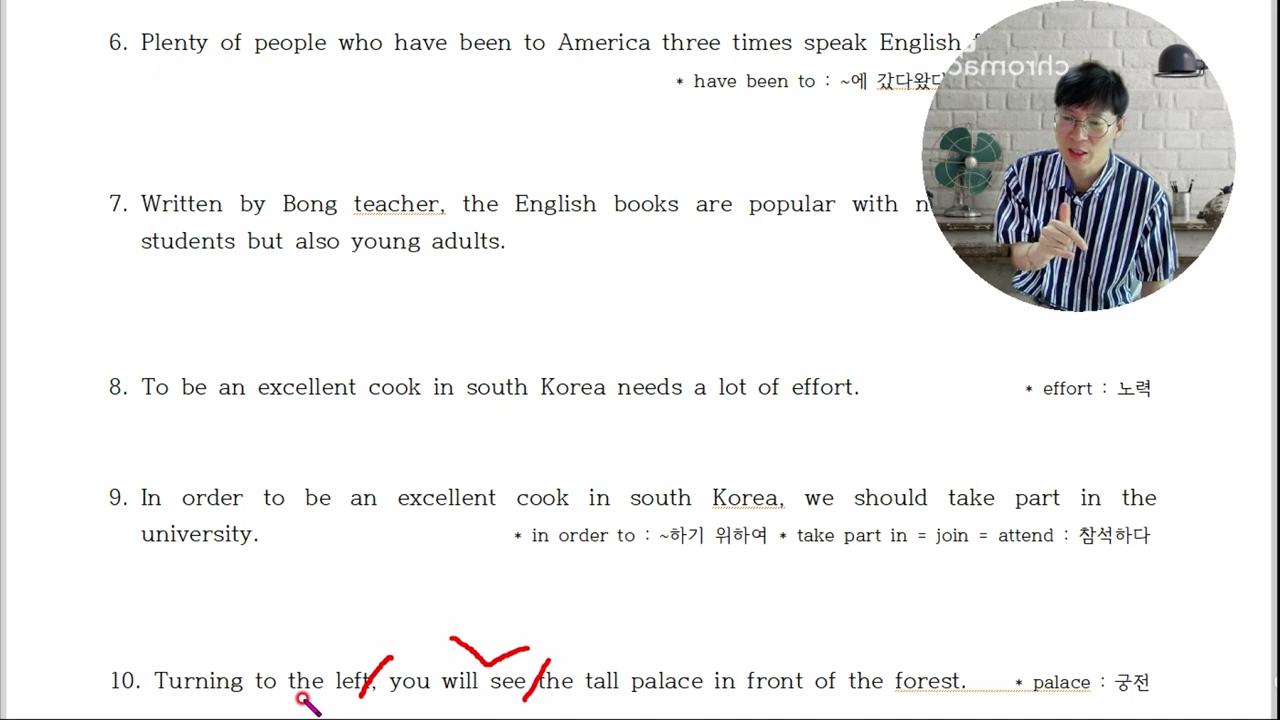 6. Plenty of people who have been to America three times speak English
chromac
* have been to : ~에 갔다왔다
7. Written by Bong teacher, the English books are popular with
students but also young adults.
8. To be an excellent cook in south Korea needs a lot of effort. * effort : 노력
9. In order to be an excellent cook in south Korea, we should take part in the
university. * in order to : ~하기 위하여 * take part in = join = attend : 참석하다
10. Turning to the left, you will see the tall palace in front of the forest. * palace : 궁전